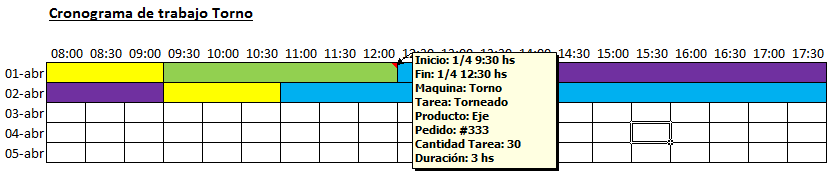 Cronograma de trabajo Torno
08:00 08:30 09:00 09:30 10:00 10:30 11:00 11:30 12:00 14:30 15:00 15:30 16:00 16:30 17:00 17:30
01-abr
02-abr
03-abr
04-abr
05-abr
Inicio: 1/4 9:30 hs
Fin: 1/4 12:30 hs
Maquina: Torno
Tarea: Torneado
Producto: Eje
Pedido: #333
Cantidad Tarea: 30
Duración: 3 hs